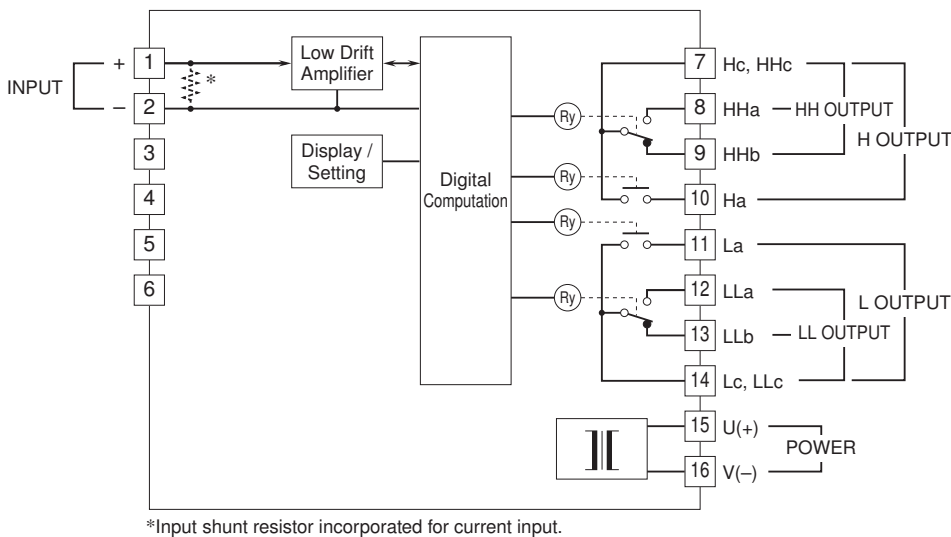 INPUT
+
−
1
2
3
4
5
6
*
Low Drift
Amplifier
Display /
Setting
Digital
Computation
Ry
Ry
Ry
Ry
7 Hc, HHc
8 HHa
HH OUTPUT
9 HHb
H OUTPUT
10 Ha
11 La
12 LLa
L OUTPUT
13 LLb
LL OUTPUT
14 Lc, LLc
15 U(+)
POWER
16 V(–)
*Input shunt resistor incorporated for current input.